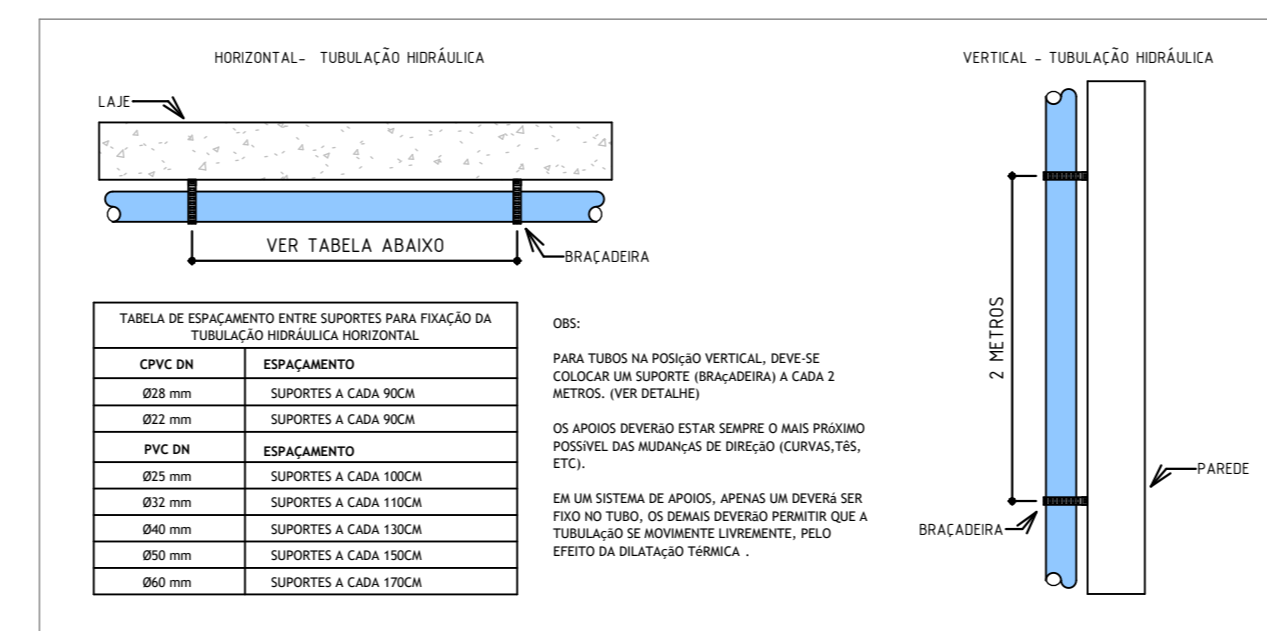 HORIZONTAL- TUBULAÇÃO HIDRÁULICA
LAJE
VER TABELA ABAIXO
BRAÇADEIRA
TABELA DE ESPAÇAMENTO ENTRE SUPORTES PARA FIXAÇÃO DA
TUBULAÇÃO HIDRÁULICA HORIZONTAL
CPVC DN ESPAÇAMENTO
Ø28 mm SUPORTES A CADA 90CM
Ø22 mm SUPORTES A CADA 90CM
PVC DN ESPAÇAMENTO
Ø25 mm SUPORTES A CADA 100CM
Ø32 mm SUPORTES A CADA 110CM
Ø40 mm SUPORTES A CADA 130CM
Ø50 mm SUPORTES A CADA 150CM
Ø60 mm SUPORTES A CADA 170CM
OBS:
PARA TUBOS NA POSIçãO VERTICAL, DEVE-SE
COLOCAR UM SUPORTE (BRAçADEIRA) A CADA 2
METROS. (VER DETALHE)
OS APOIOS DEVERãO ESTAR SEMPRE O MAIS PRóXIMO
POSSíVEL DAS MUDANçAS DE DIREçãO (CURVAS,TêS,
ETC).
EM UM SISTEMA DE APOIOS, APENAS UM DEVERá SER
FIXO NO TUBO, OS DEMAIS DEVERãO PERMITIR QUE A
TUBULAçãO SE MOVIMENTE LIVREMENTE, PELO
EFEITO DA DILATAçãO TéRMICA .
VERTICAL - TUBULAÇÃO HIDRÁULICA
2 METROS
PAREDE
BRAÇADEIRA